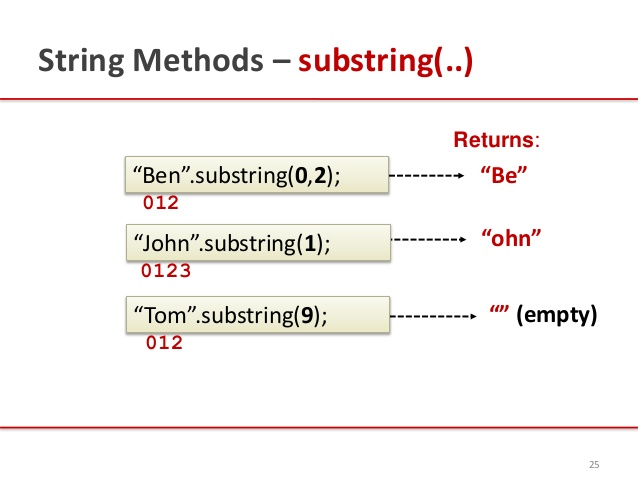 String Methods – substring(..)
Returns:
“Ben”.substring(0,2); “Be”
012
“John”.substring(1); “ohn”
0123
“Tom”.substring(9); “” (empty)
012
25